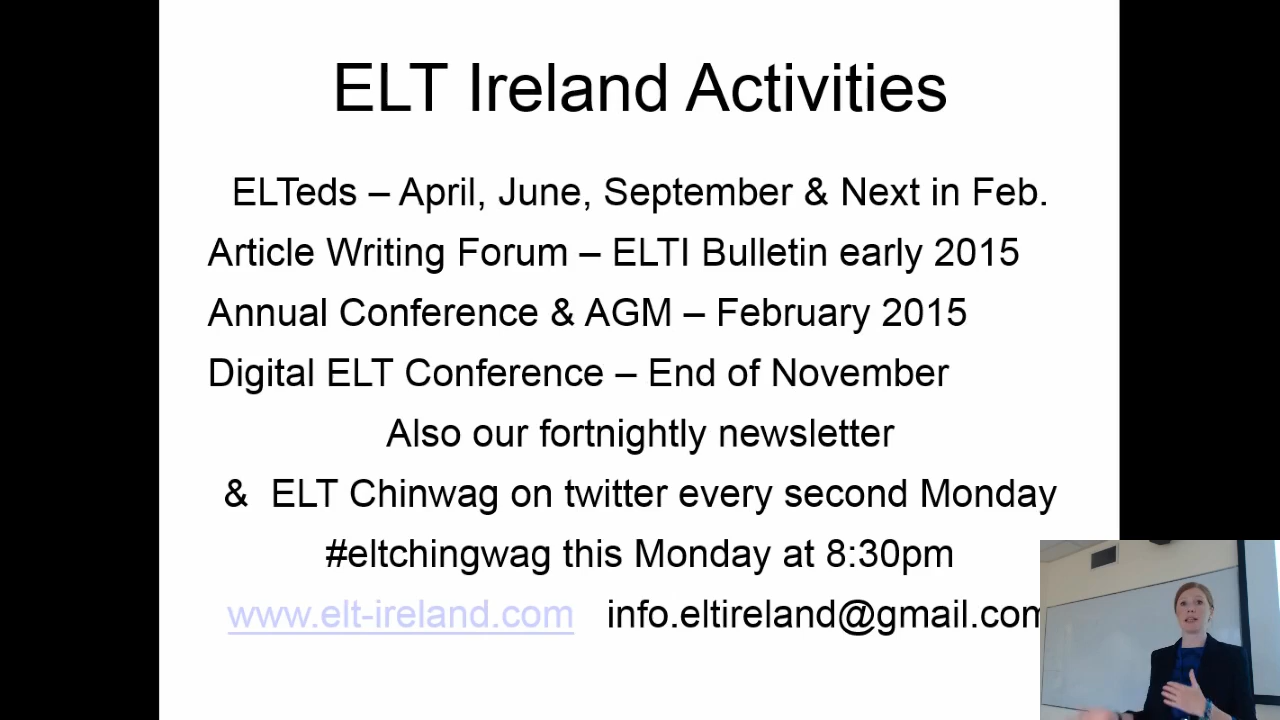 ELT Ireland Activities
ELTeds – April, June, September & Next in Feb.
Article Writing Forum – ELTI Bulletin early 2015
Annual Conference & AGM – February 2015
Digital ELT Conference – End of November
Also our fortnightly newsletter
& ELT Chinwag on twitter every second Monday
#eltchingwag this Monday at 8:30pm
www.elt-ireland.com info.eltireland@gmail.com